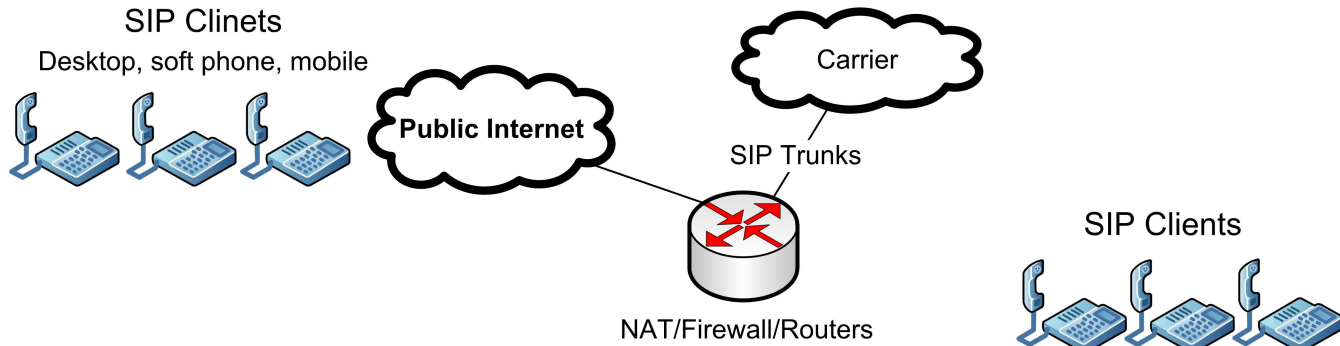 SIP Clinets
Desktop, soft phone, mobile
Public Internet
Carrier
SIP Trunks
NAT/Firewall/Routers
SIP Clients